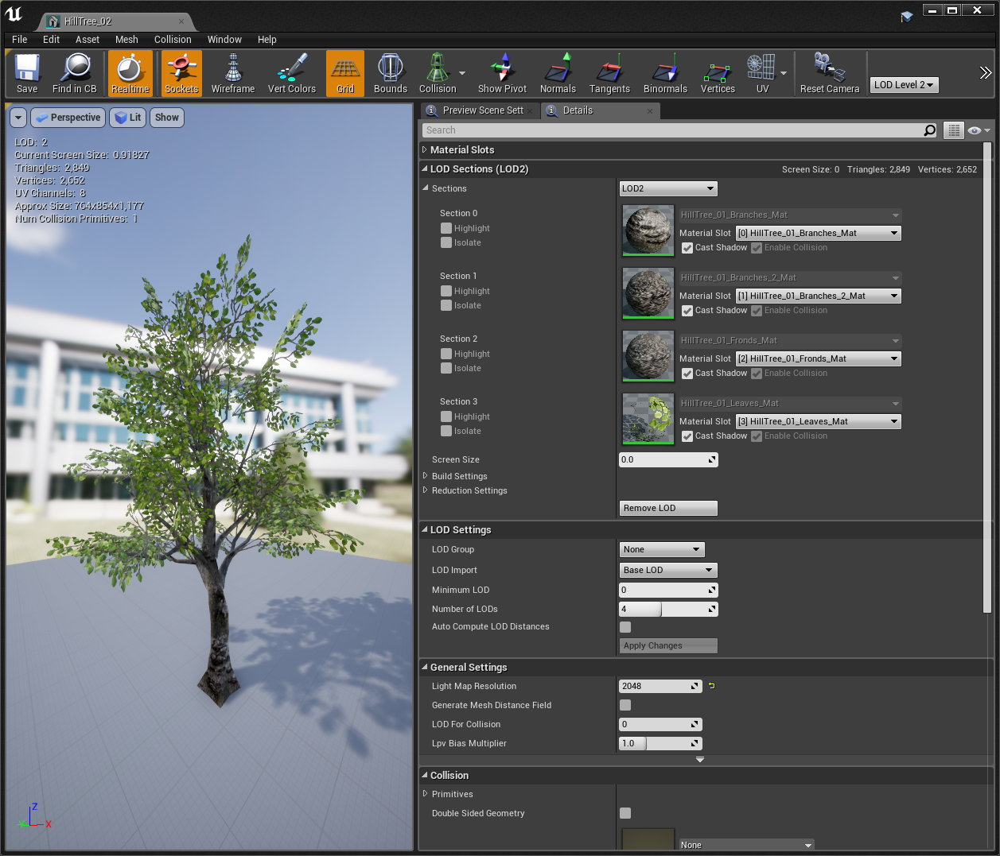 HillTree_02
File Edit Asset Mesh Collision Window Help
Save Find in CB Realtime Sockets Wireframe Vert Colors Grid Bounds Collision Show Pivot Normals Tangents Binormals Vertices UV Reset Camera LOD Level 2
Perspective Lit Show
LOD: 2
Current Screen Size: 0.91827
Triangles: 2,849
Vertices: 2,652
UV Channels: 8
Approx Size: 764x854x1,177
Num Collision Primitives: 1
Z
X
Preview Scene Sett Details
Search
Material Slots
LOD Sections (LOD2) Screen Size: 0 Triangles: 2,849 Vertices: 2,652
Sections LOD2
Section 0 HillTree_01_Branches_Mat
Highlight Material Slot [0] HillTree_01_Branches_Mat
Isolate Cast Shadow Enable Collision
Section 1 HillTree_01_Branches_2_Mat
Highlight Material Slot [1] HillTree_01_Branches_2_Mat
Isolate Cast Shadow Enable Collision
Section 2 HillTree_01_Fronds_Mat
Highlight Material Slot [2] HillTree_01_Fronds_Mat
Isolate Cast Shadow Enable Collision
Section 3 HillTree_01_Leaves_Mat
Highlight Material Slot [3] HillTree_01_Leaves_Mat
Isolate Cast Shadow Enable Collision
Screen Size 0.0
Build Settings
Reduction Settings
Remove LOD
LOD Settings
LOD Group None
LOD Import Base LOD
Minimum LOD 0
Number of LODs 4
Auto Compute LOD Distances
Apply Changes
General Settings
Light Map Resolution 2048
Generate Mesh Distance Field
LOD For Collision 0
Lpv Bias Multiplier 1.0
Collision
Primitives
Double Sided Geometry
None